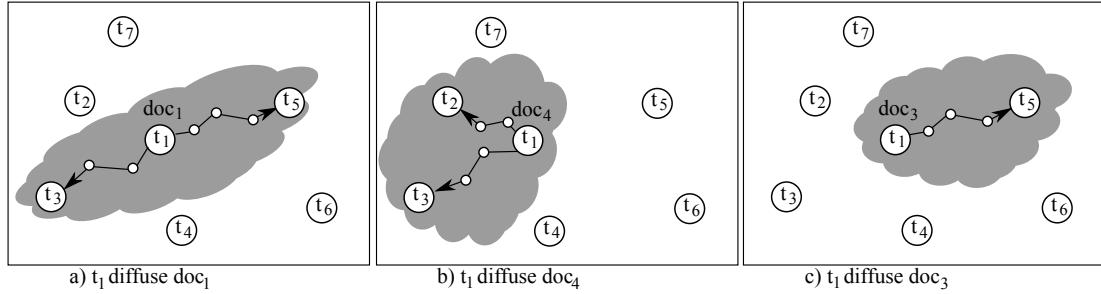 t₇
t₂
doc₁
t₅
t₁
t₃
t₆
t₄
a) t₁ diffuse doc₁
t₇
t₂
t₅
doc₄
t₁
t₃
t₆
t₄
b) t₁ diffuse doc₄
t₇
t₂
t₅
doc₃
t₁
t₃
t₆
t₄
c) t₁ diffuse doc₃